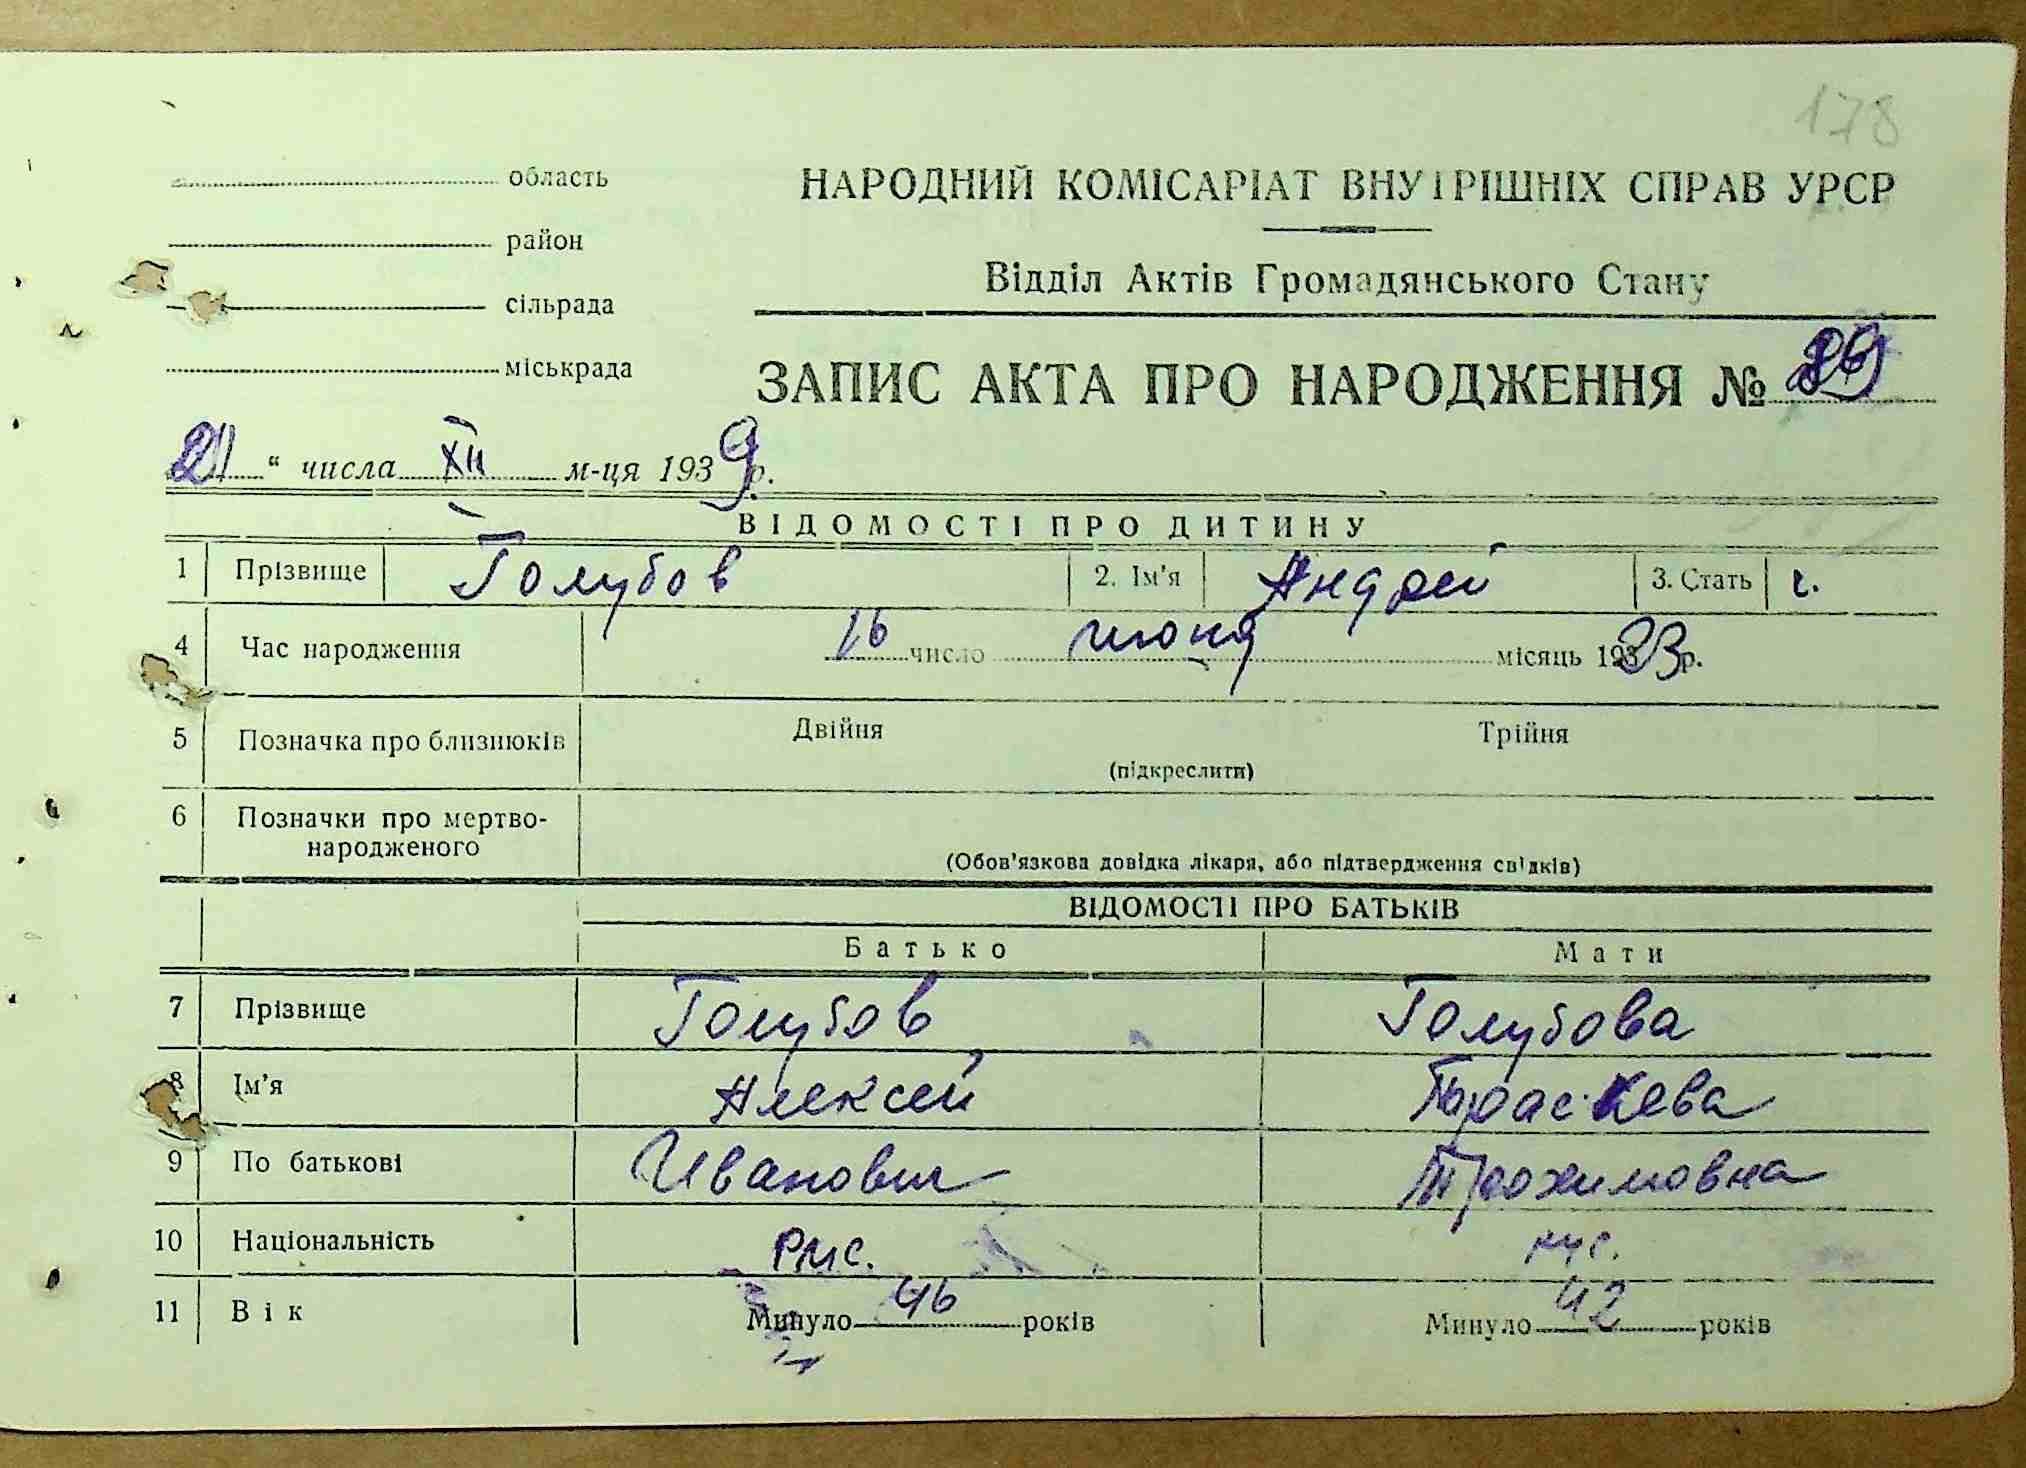 178
область
НАРОДНИЙ КОМІСАРІАТ ВНУТРІШНІХ СПРАВ УРСР
район
Відділ Актів Громадянського Стану
сільрада
міськрада
ЗАПИС АКТА ПРО НАРОДЖЕННЯ №
21 " числа XII м-ця 1939 р.
ВІДОМОСТІ ПРО ДИТИНУ
1 Прізвище Голубов 2. Ім'я Андрей 3. Стать ч.
4 Час народження 16 число июня місяць 1923 р.
5 Позначка про близнюків Двійня Трійня
(підкреслити)
6 Позначки про мертво-
народженого
(Обов'язкова довідка лікаря, або підтвердження свідків)
ВІДОМОСТІ ПРО БАТЬКІВ
Батько Мати
7 Прізвище Голубов Голубова
8 Ім'я Алексей Параскева
9 По батькові Иванович Трохимовна
10 Національність рус. рус.
11 Вік Минуло 46 років Минуло 42 років